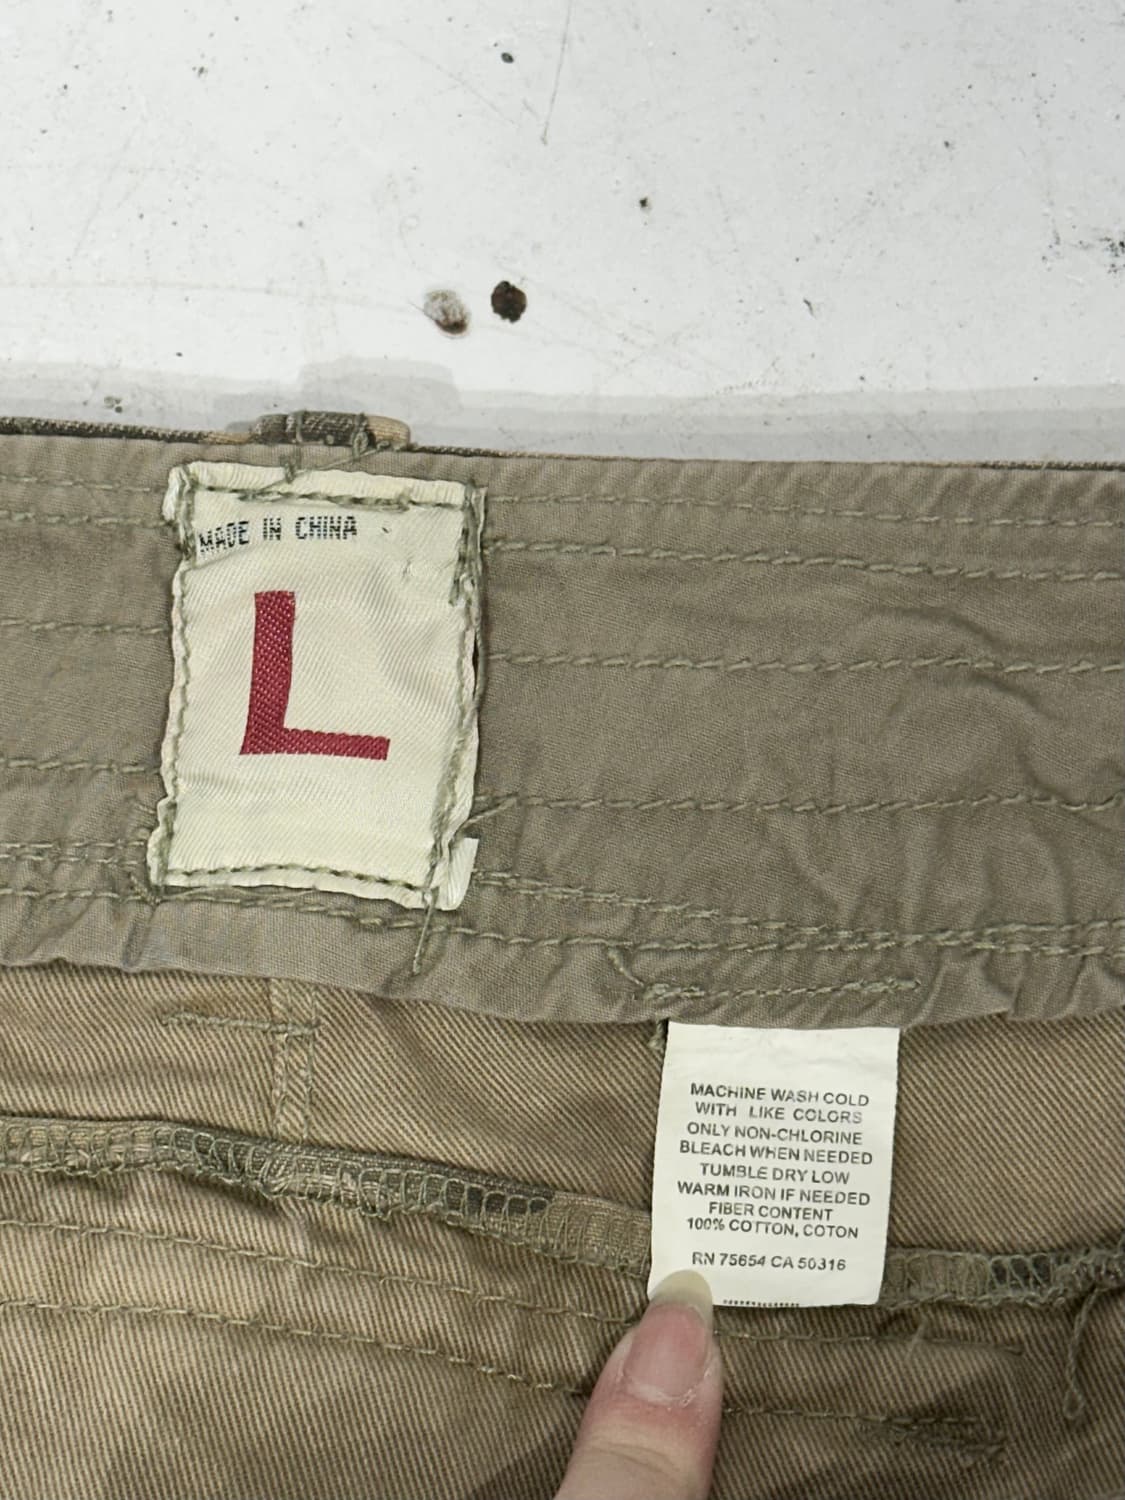 MADE IN CHINA
L
MACHINE WASH COLD
WITH LIKE COLORS
ONLY NON-CHLORINE
BLEACH WHEN NEEDED
TUMBLE DRY LOW
WARM IRON IF NEEDED
FIBER CONTENT
100% COTTON, COTON
RN 75654 CA 50316